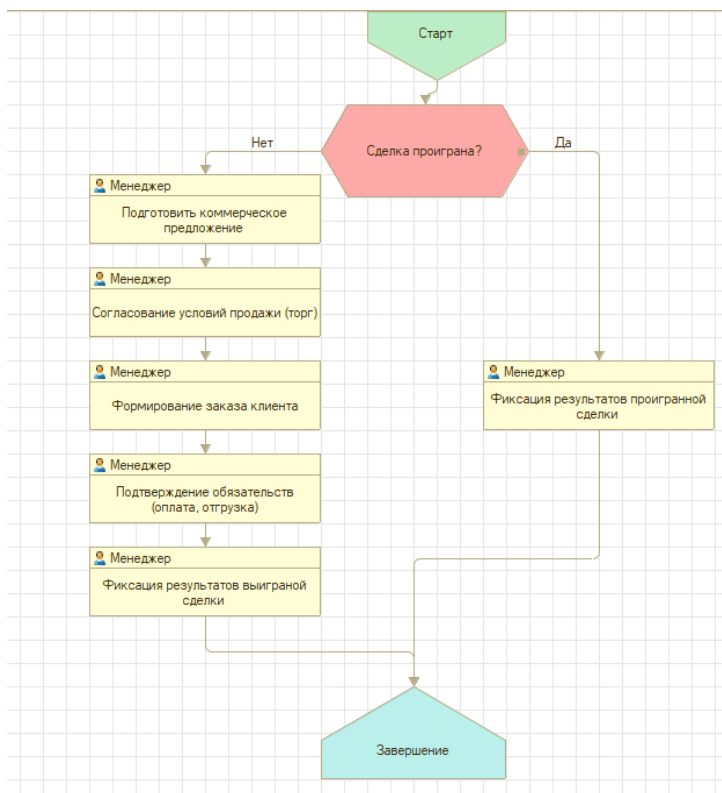 Старт
Сделка проиграна?
Нет
Да
Менеджер
Подготовить коммерческое
предложение
Менеджер
Согласование условий продажи (торг)
Менеджер
Формирование заказа клиента
Менеджер
Фиксация результатов проигранной
сделки
Менеджер
Подтверждение обязательств
(оплата, отгрузка)
Менеджер
Фиксация результатов выиграной
сделки
Завершение